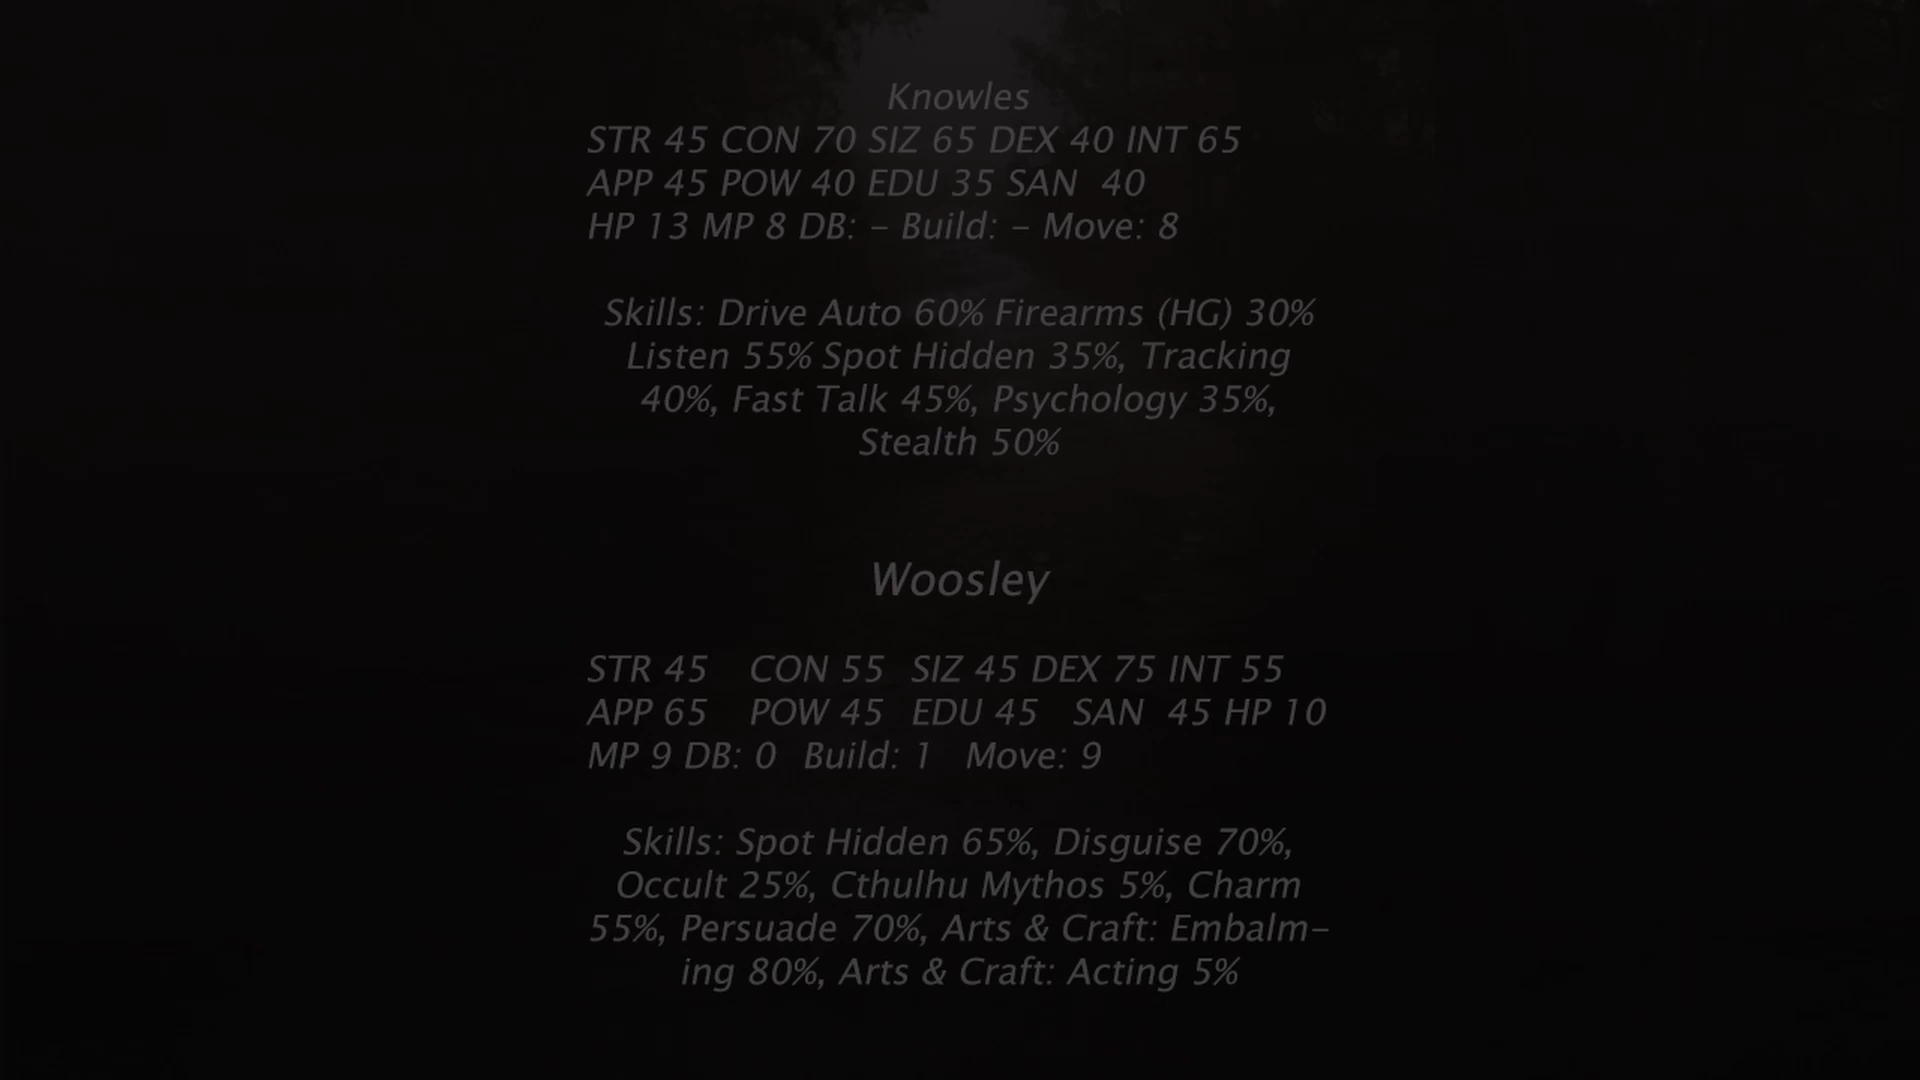 Knowles
STR 45 CON 70 SIZ 65 DEX 40 INT 65
APP 45 POW 40 EDU 35 SAN  40
HP 13 MP 8 DB: – Build: – Move: 8
Skills: Drive Auto 60% Firearms (HG) 30%
Listen 55% Spot Hidden 35%, Tracking
40%, Fast Talk 45%, Psychology 35%,
Stealth 50%
Woosley
STR 45    CON 55   SIZ 45 DEX 75 INT 55
APP 65    POW 45   EDU 45   SAN  45 HP 10
MP 9 DB: 0   Build: 1   Move: 9
Skills: Spot Hidden 65%, Disguise 70%,
Occult 25%, Cthulhu Mythos 5%, Charm
55%, Persuade 70%, Arts & Craft: Embalm–
ing 80%, Arts & Craft: Acting 5%